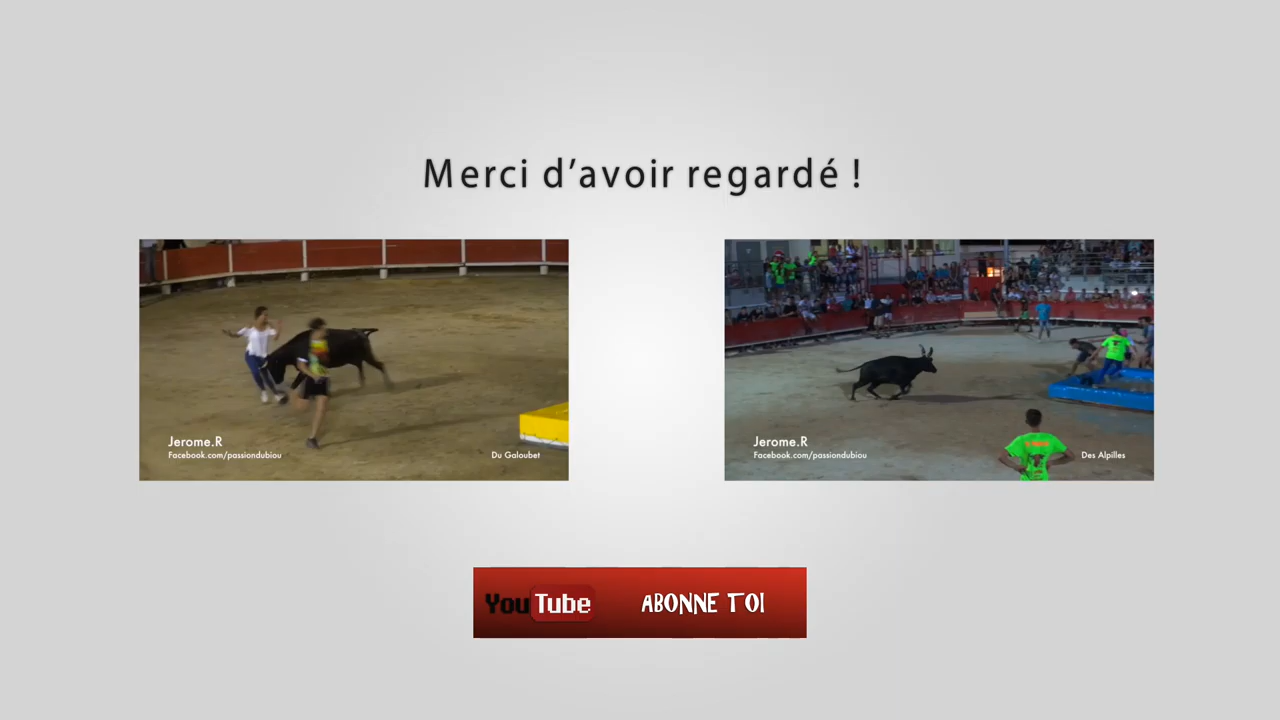 Merci d'avoir regardé !
Jerome.R
Facebook.com/passiondubiou
Du Galoubet
Jerome.R
Facebook.com/passiondubiou
Des Alpilles
YouTube ABONNE TOI